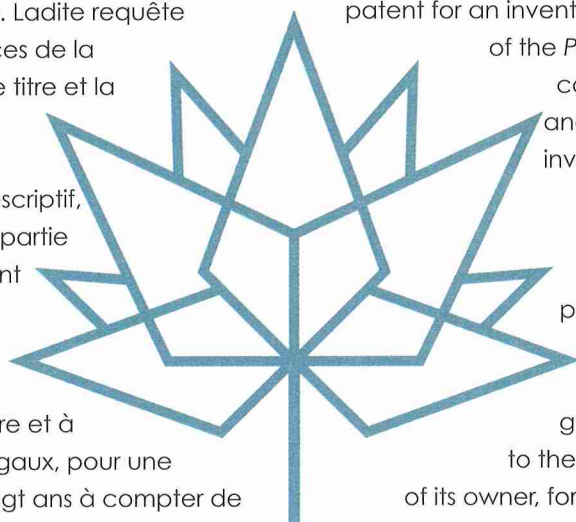 . Ladite requête
ces de la
e titre et la
scriptif,
partie
nt
re et à
gaux, pour une
gt ans à compter de
patent for an invent
of the P
co
an
inv
p
g
to the
of its owner, for